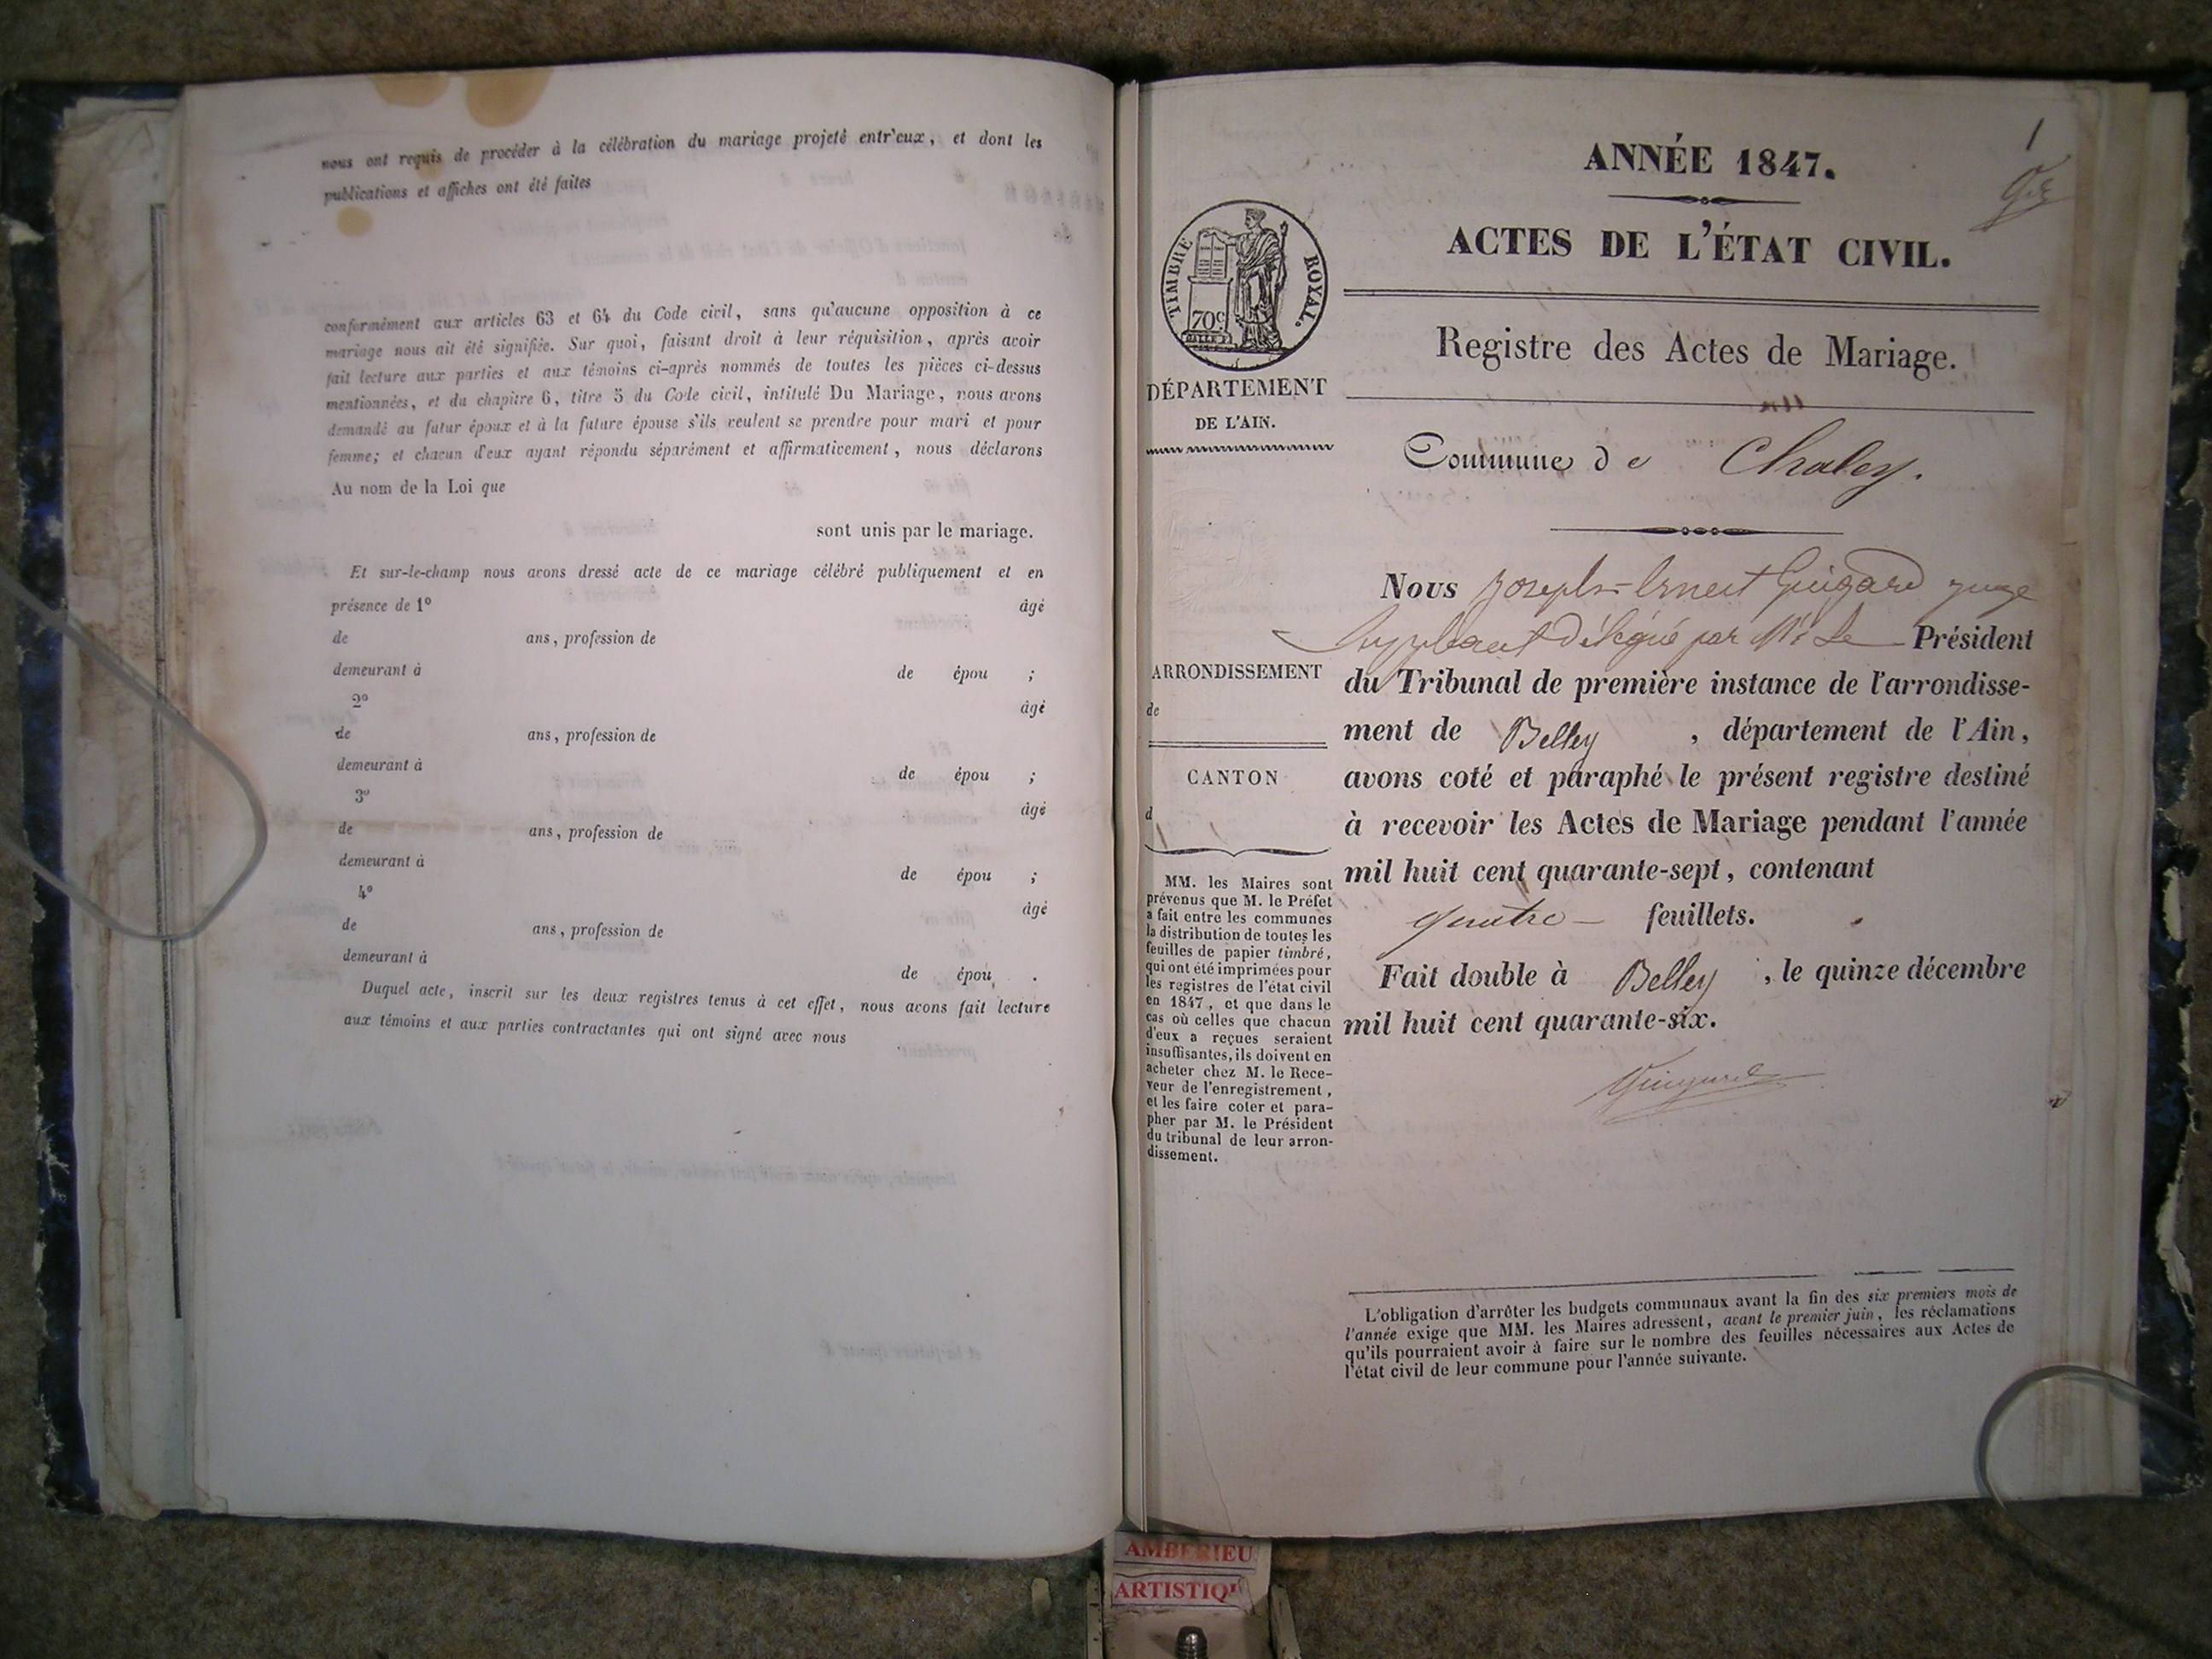 nous ont requis de procéder à la célébration du mariage projeté entr'eux, et dont les
publications et affiches ont été faites
conformément aux articles 63 et 64 du Code civil, sans qu'aucune opposition à ce
mariage nous ait été signifiée. Sur quoi, faisant droit à leur réquisition, après avoir
fait lecture aux parties et aux témoins ci-après nommés de toutes les pièces ci-dessus
mentionnées, et du chapitre 6, titre 5 du Code civil, intitulé Du Mariage, nous avons
demandé au futur époux et à la future épouse s'ils veulent se prendre pour mari et pour
femme; et chacun d'eux ayant répondu séparément et affirmativement, nous déclarons
Au nom de la Loi que
sont unis par le mariage.
Et sur-le-champ nous avons dressé acte de ce mariage célébré publiquement et en
présence de 1º âgé
de ans, profession de
demeurant à de épou ;
2º âgé
de ans, profession de
demeurant à de épou ;
3º âgé
de ans, profession de
demeurant à de épou ;
4º âgé
de ans, profession de
demeurant à de épou .
Duquel acte, inscrit sur les deux registres tenus à cet effet, nous avons fait lecture
aux témoins et aux parties contractantes qui ont signé avec nous
1
ANNÉE 1847.
ACTES DE L'ÉTAT CIVIL.
Registre des Actes de Mariage.
TIMBRE ROYAL.
70c
DÉPARTEMENT
DE L'AIN.
Commune de Chaley.
Nous Joseph-Ernest Guigard juge
Suppléant délégué par Mr Le Président
du Tribunal de première instance de l'arrondisse-
ment de Belley, département de l'Ain,
avons coté et paraphé le présent registre destiné
à recevoir les Actes de Mariage pendant l'année
mil huit cent quarante-sept, contenant
quatre feuillets.
Fait double à Belley, le quinze décembre
mil huit cent quarante-six.
Guigard
ARRONDISSEMENT
de
CANTON
d
MM. les Maires sont
prévenus que M. le Préfet
a fait entre les communes
la distribution de toutes les
feuilles de papier timbré,
qui ont été imprimées pour
les registres de l'état civil
en 1847, et que dans le
cas où celles que chacun
d'eux a reçues seraient
insuffisantes, ils doivent en
acheter chez M. le Rece-
veur de l'enregistrement,
et les faire coter et para-
pher par M. le Président
du tribunal de leur arron-
dissement.
L'obligation d'arrêter les budgets communaux avant la fin des six premiers mois de
l'année exige que MM. les Maires adressent, avant le premier juin, les réclamations
qu'ils pourraient avoir à faire sur le nombre des feuilles nécessaires aux Actes de
l'état civil de leur commune pour l'année suivante.
AMBERIEU
ARTISTIQ